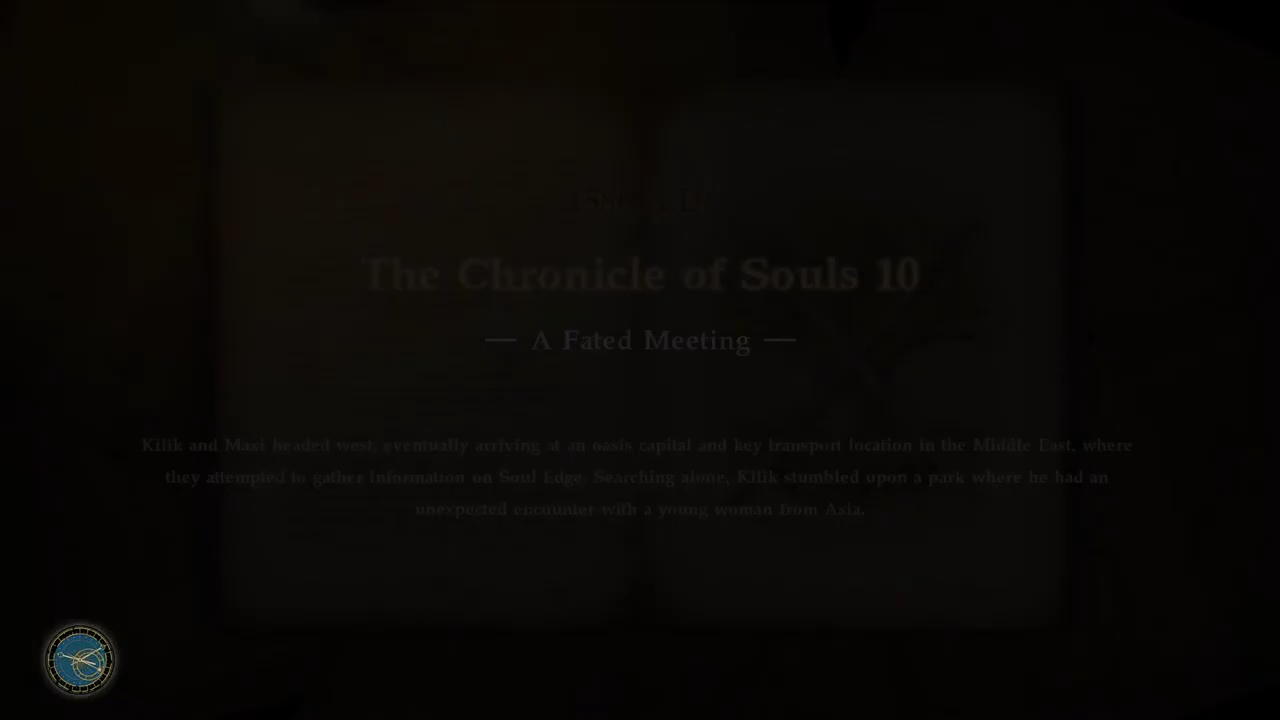 The Chronicle of Souls 10
— A Fated Meeting —
Kilik and Maxi headed west, eventually arriving at an oasis capital and key transport location in the Middle East, where
they attempted to gather information on Soul Edge. Searching alone, Kilik stumbled upon a park where he had an
unexpected encounter with a young woman from Asia.